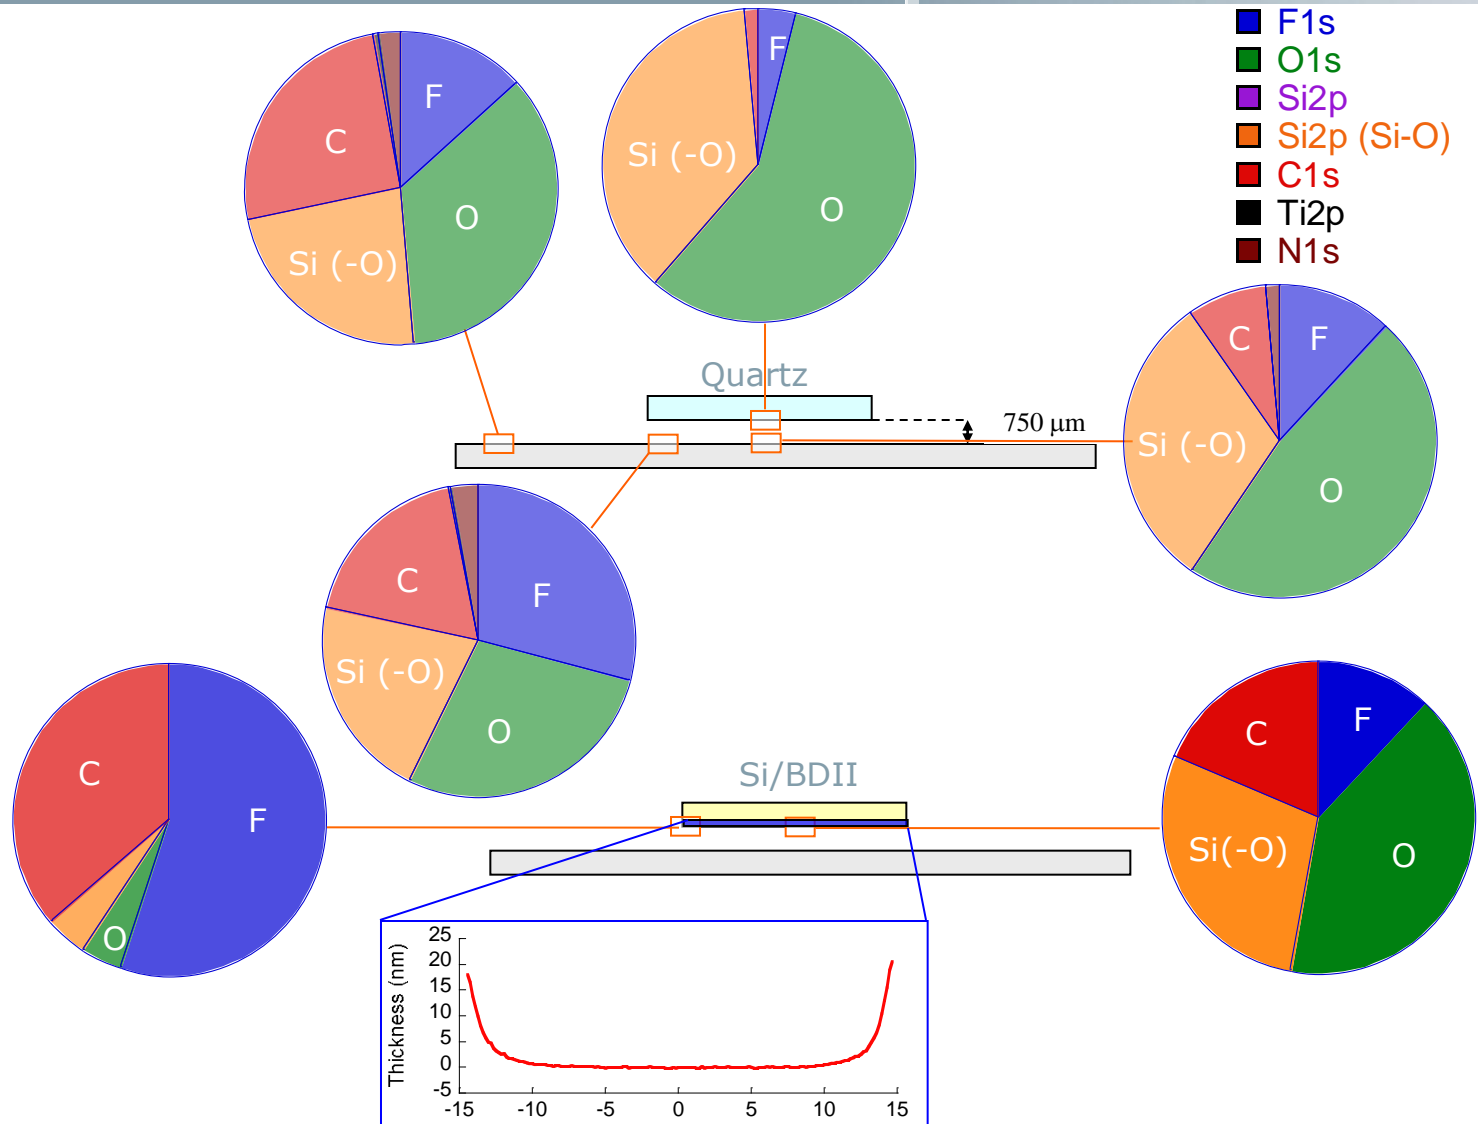 F1s
O1s
Si2p
Si2p (Si-O)
C1s
Ti2p
N1s
F
C
O
Si (-O)
F
Si (-O)
O
C
F
Si (-O)
O
Quartz
750 μm
C
F
Si (-O)
O
C
F
O
Si/BDII
C
F
Si(-O)
O
Thickness (nm)
25
20
15
10
5
0
-5
-15
-10
-5
0
5
10
15